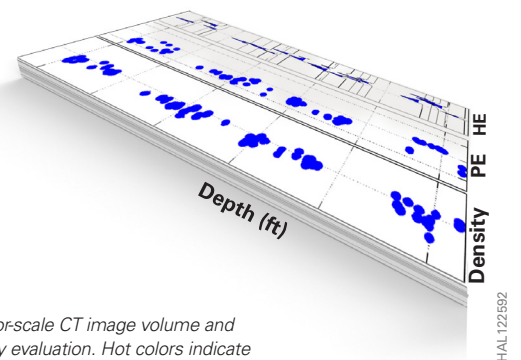 HE
PE
Density
Depth (ft)
HAL122592
or-scale CT image volume and
y evaluation. Hot colors indicate